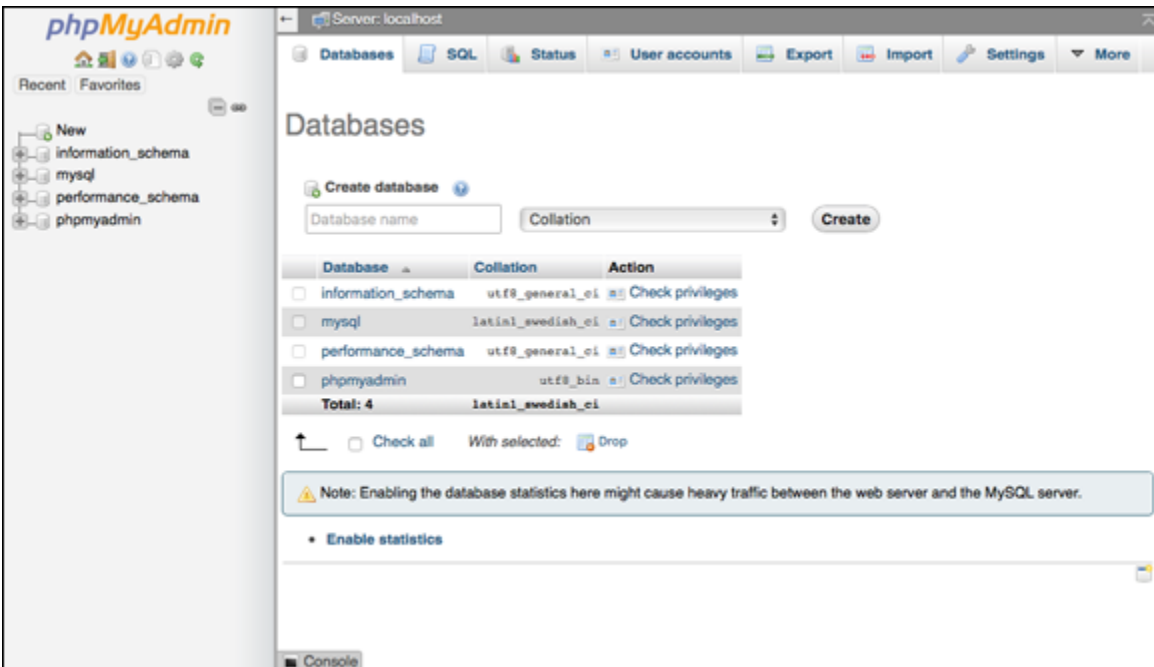 phpMyAdmin
Recent Favorites
New
information_schema
mysql
performance_schema
phpmyadmin
Server: localhost
Databases SQL Status User accounts Export Import Settings More
Databases
Create database
Database name Collation Create
Database Collation Action
information_schema utf8_general_ci Check privileges
mysql latin1_swedish_ci Check privileges
performance_schema utf8_general_ci Check privileges
phpmyadmin utf8_bin Check privileges
Total: 4 latin1_swedish_ci
Check all With selected: Drop
Note: Enabling the database statistics here might cause heavy traffic between the web server and the MySQL server.
Enable statistics
Console